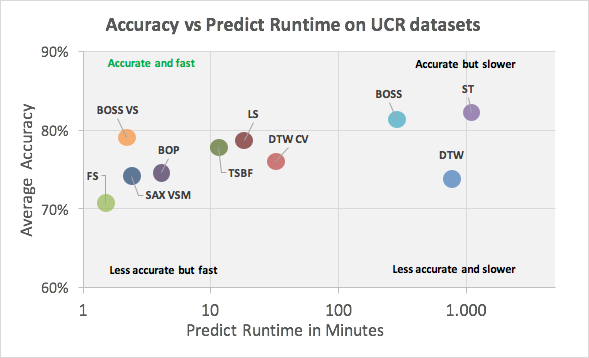 Accuracy vs Predict Runtime on UCR datasets
90%
80%
70%
60%
Average Accuracy
Accurate and fast
Accurate but slower
BOSS VS
LS
BOSS
ST
FS
BOP
DTW CV
DTW
TSBF
SAX VSM
Less accurate but fast
Less accurate and slower
1
10
100
1.000
Predict Runtime in Minutes